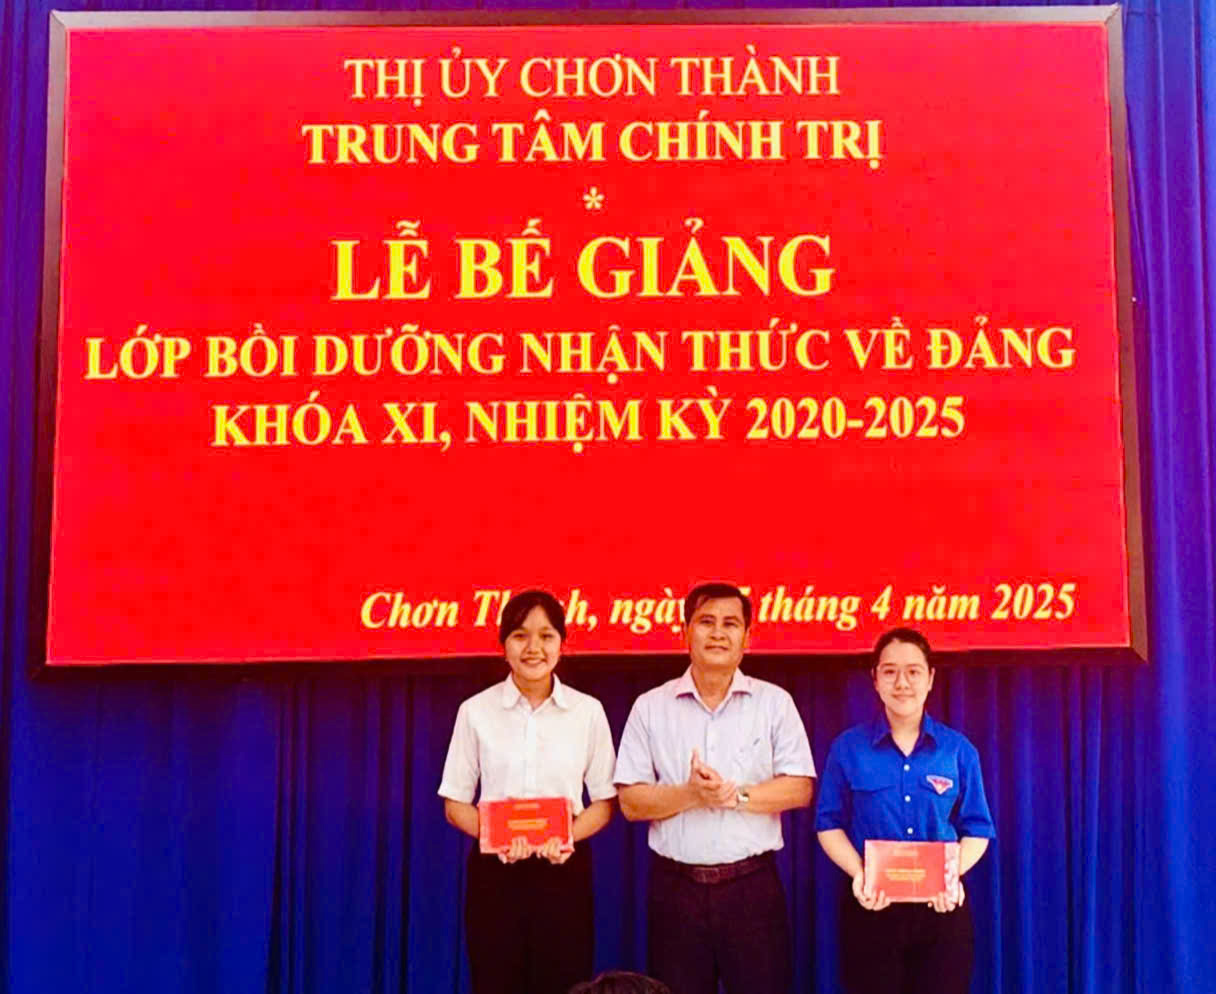 THỊ ỦY CHƠN THÀNH
TRUNG TÂM CHÍNH TRỊ
*
LỄ BẾ GIẢNG
LỚP BỒI DƯỠNG NHẬN THỨC VỀ ĐẢNG
KHÓA XI, NHIỆM KỲ 2020-2025
Chơn ngày tháng 4 năm 2025